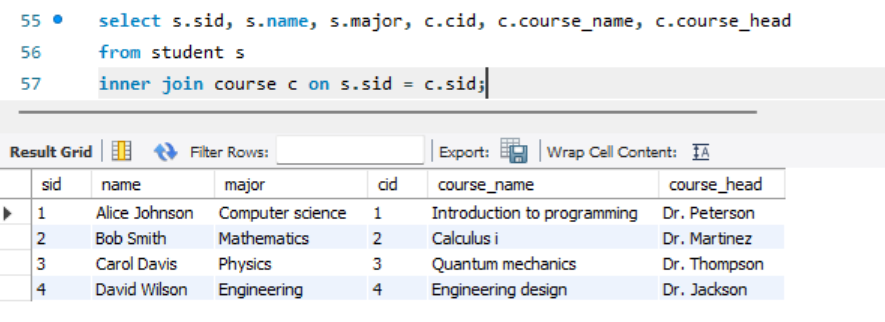 55 select s.sid, s.name, s.major, c.cid, c.course_name, c.course_head
56 from student s
57 inner join course c on s.sid = c.sid;
Result Grid Filter Rows: Export: Wrap Cell Content: IA
sid name major cid course_name course_head
1 Alice Johnson Computer science 1 Introduction to programming Dr. Peterson
2 Bob Smith Mathematics 2 Calculus i Dr. Martinez
3 Carol Davis Physics 3 Quantum mechanics Dr. Thompson
4 David Wilson Engineering 4 Engineering design Dr. Jackson